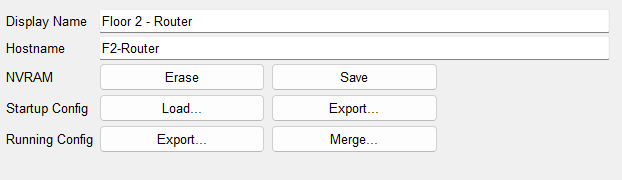 Display Name Floor 2 - Router
Hostname F2-Router
NVRAM Erase Save
Startup Config Load... Export...
Running Config Export... Merge...